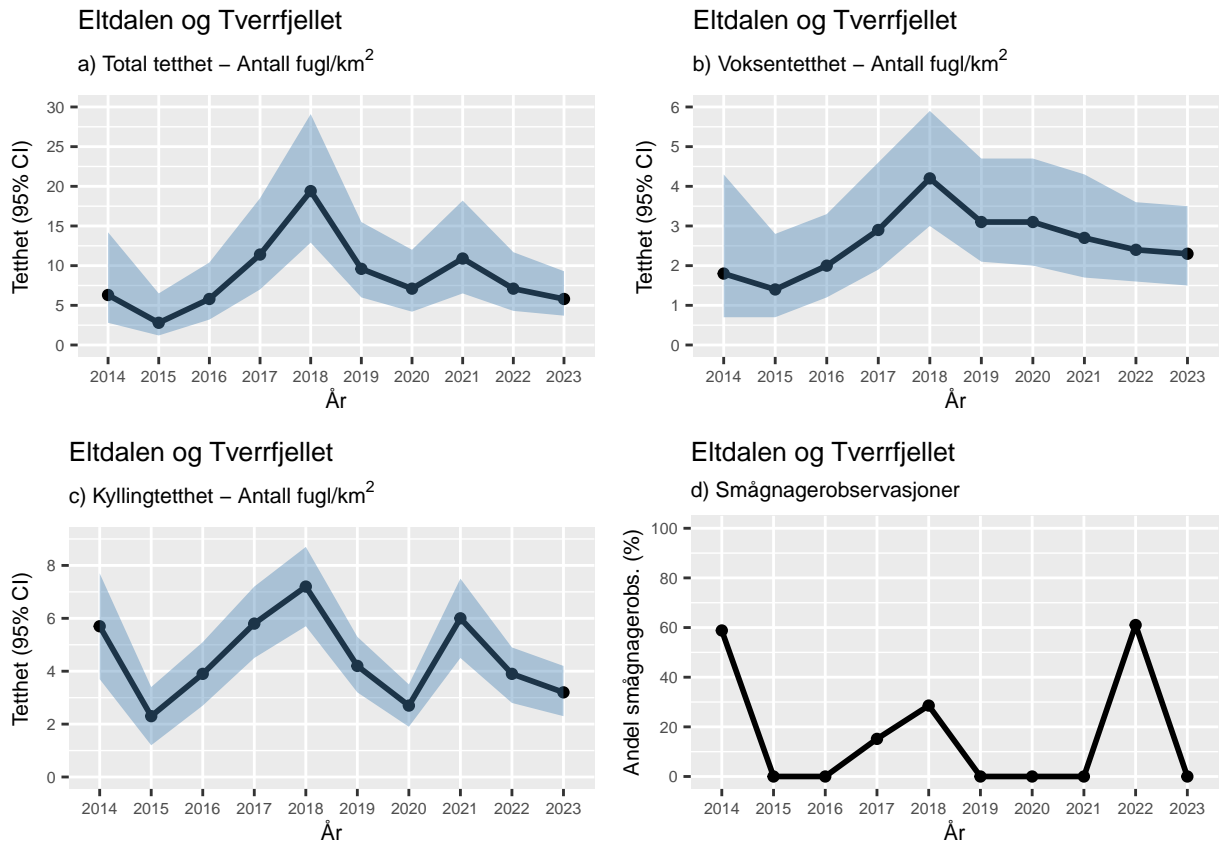 Eltdalen og Tverrfjellet
a) Total tetthet – Antall fugl/km²
Tetthet (95% CI)
30
25
20
15
10
5
0
2014 2015 2016 2017 2018 2019 2020 2021 2022 2023
År
Eltdalen og Tverrfjellet
b) Voksentetthet – Antall fugl/km²
Tetthet (95% CI)
6
5
4
3
2
1
0
2014 2015 2016 2017 2018 2019 2020 2021 2022 2023
År
Eltdalen og Tverrfjellet
c) Kyllingtetthet – Antall fugl/km²
Tetthet (95% CI)
8
6
4
2
0
2014 2015 2016 2017 2018 2019 2020 2021 2022 2023
År
Eltdalen og Tverrfjellet
d) Smågnagerobservasjoner
Andel smågnagerobs. (%)
100
80
60
40
20
0
2014 2015 2016 2017 2018 2019 2020 2021 2022 2023
År